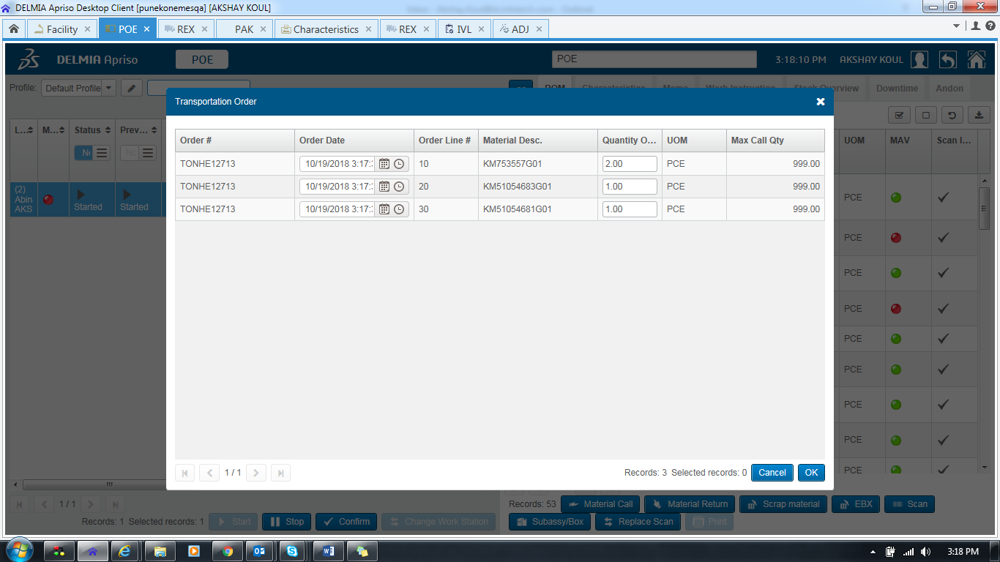 DELMIA Apriso Desktop Client [punekonemesqa] [AKSHAY KOUL]
Facility POE REX PAK Characteristics REX IVL ADJ
DELMIA Apriso POE POE 3:18:10 PM AKSHAY KOUL
Profile: Default Profile BOM Characteristics Memo Work Instruction Stock Overview Downtime Andon
Transportation Order
L... M... Status Prev... UOM MAV Scan I...
Order # Order Date Order Line # Material Desc. Quantity O... UOM Max Call Qty
TONHE12713 10/19/2018 3:17: 10 KM753557G01 2.00 PCE 999.00
TONHE12713 10/19/2018 3:17: 20 KM51054683G01 1.00 PCE 999.00
TONHE12713 10/19/2018 3:17: 30 KM51054681G01 1.00 PCE 999.00
(2)
Abin
AKS
Started Started
PCE
PCE
PCE
PCE
PCE
PCE
PCE
PCE
PCE
1 / 1 Records: 3 Selected records: 0 Cancel OK
1 / 1 Records: 53 Material Call Material Return Scrap material EBX Scan
Records: 1 Selected records: 1 Start Stop Confirm Change Work Station Subassy/Box Replace Scan Print
3:18 PM